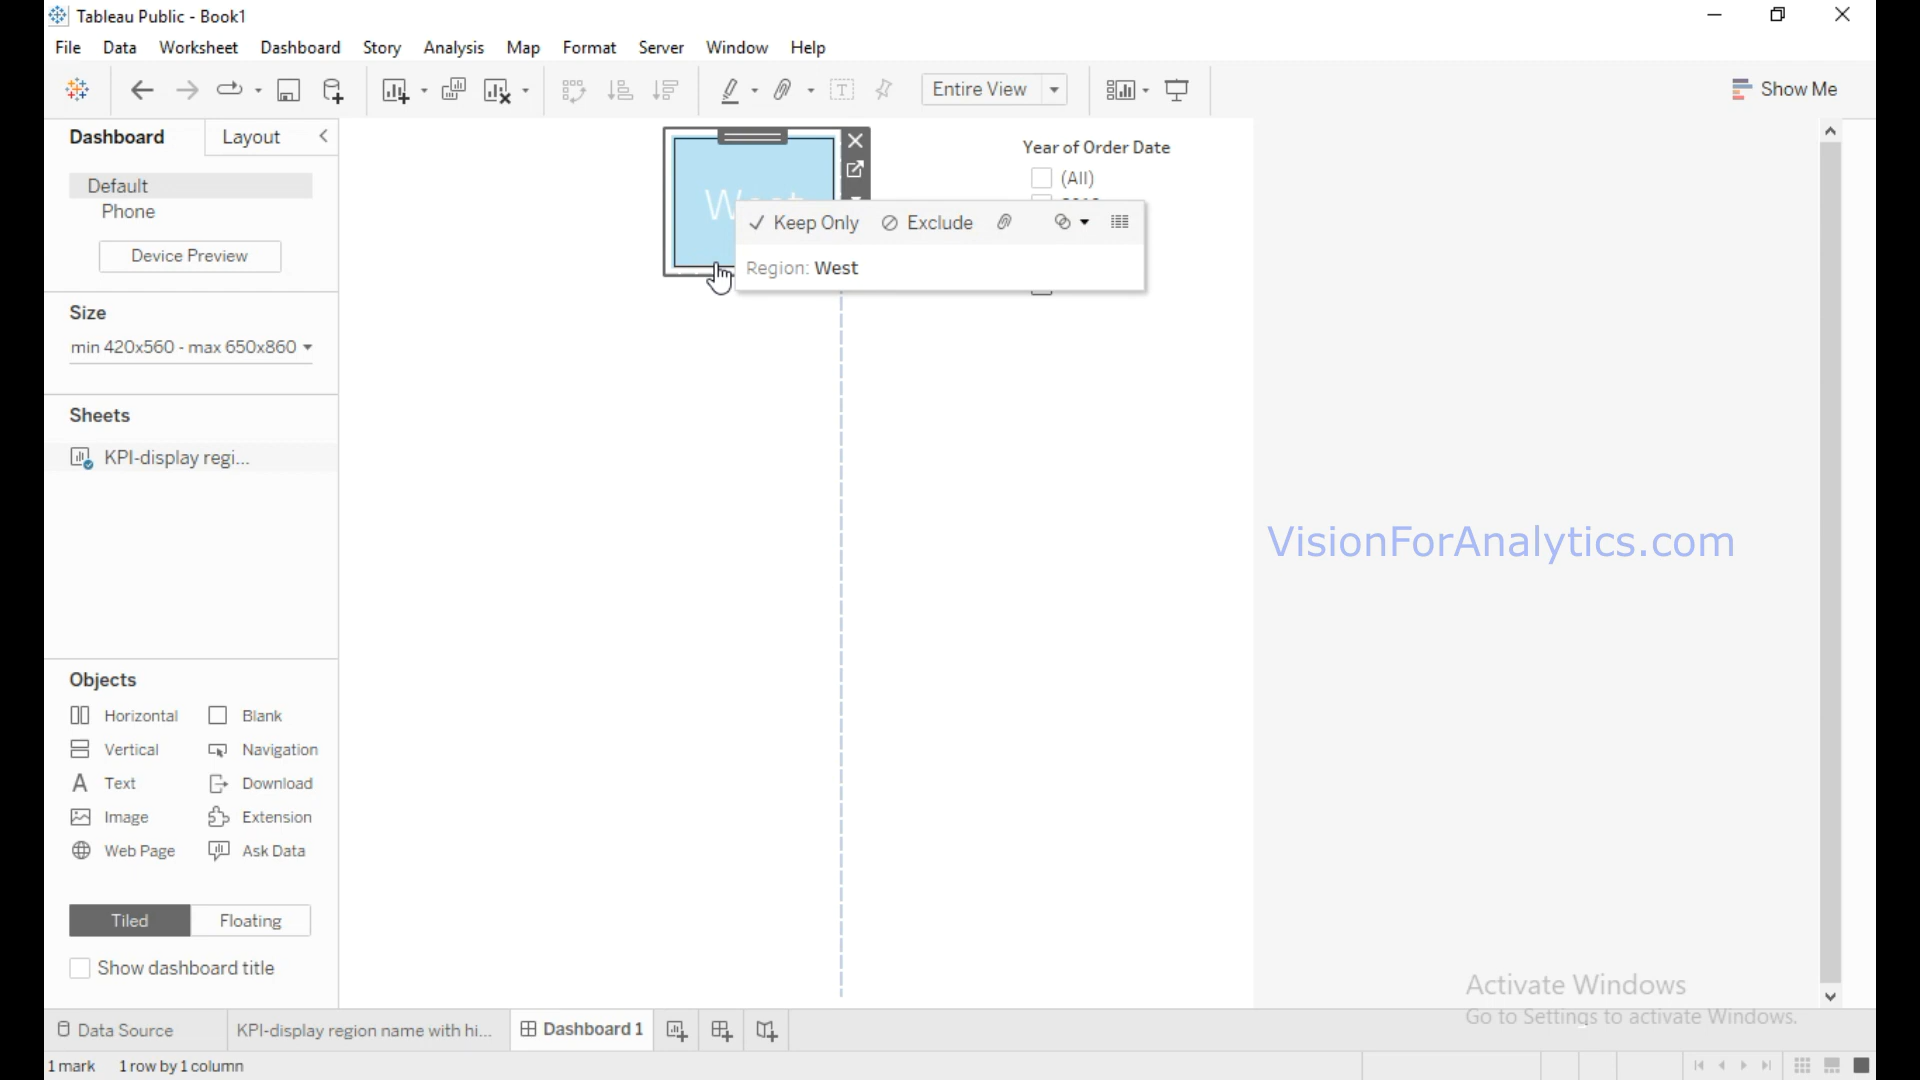 Tableau Public - Book1
File Data Worksheet Dashboard Story Analysis Map Format Server Window Help
Entire View
Show Me
Dashboard Layout
Default
Phone
Device Preview
Size
min 420x560 - max 650x860
Sheets
KPI-display regi...
Objects
Horizontal Blank
Vertical Navigation
Text Download
Image Extension
Web Page Ask Data
Tiled Floating
Show dashboard title
Year of Order Date
(All)
Keep Only Exclude
Region: West
VisionForAnalytics.com
Activate Windows
Go to Settings to activate Windows.
Data Source KPI-display region name with hi... Dashboard 1
1 mark 1 row by 1 column